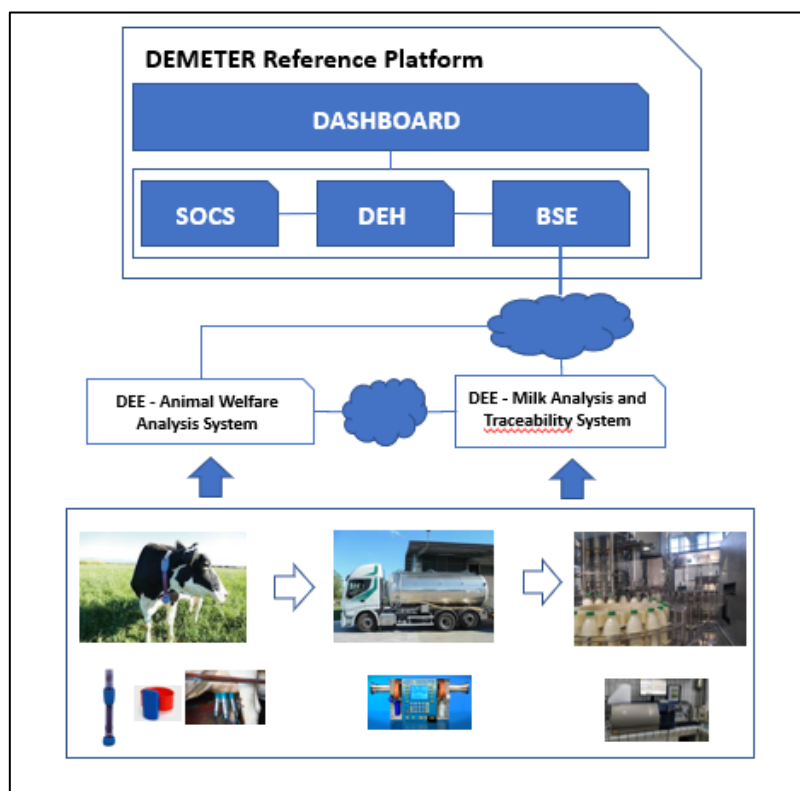 DEMETER Reference Platform
DASHBOARD
SOCS
DEH
BSE
DEE - Animal Welfare
Analysis System
DEE - Milk Analysis and
Traceability System